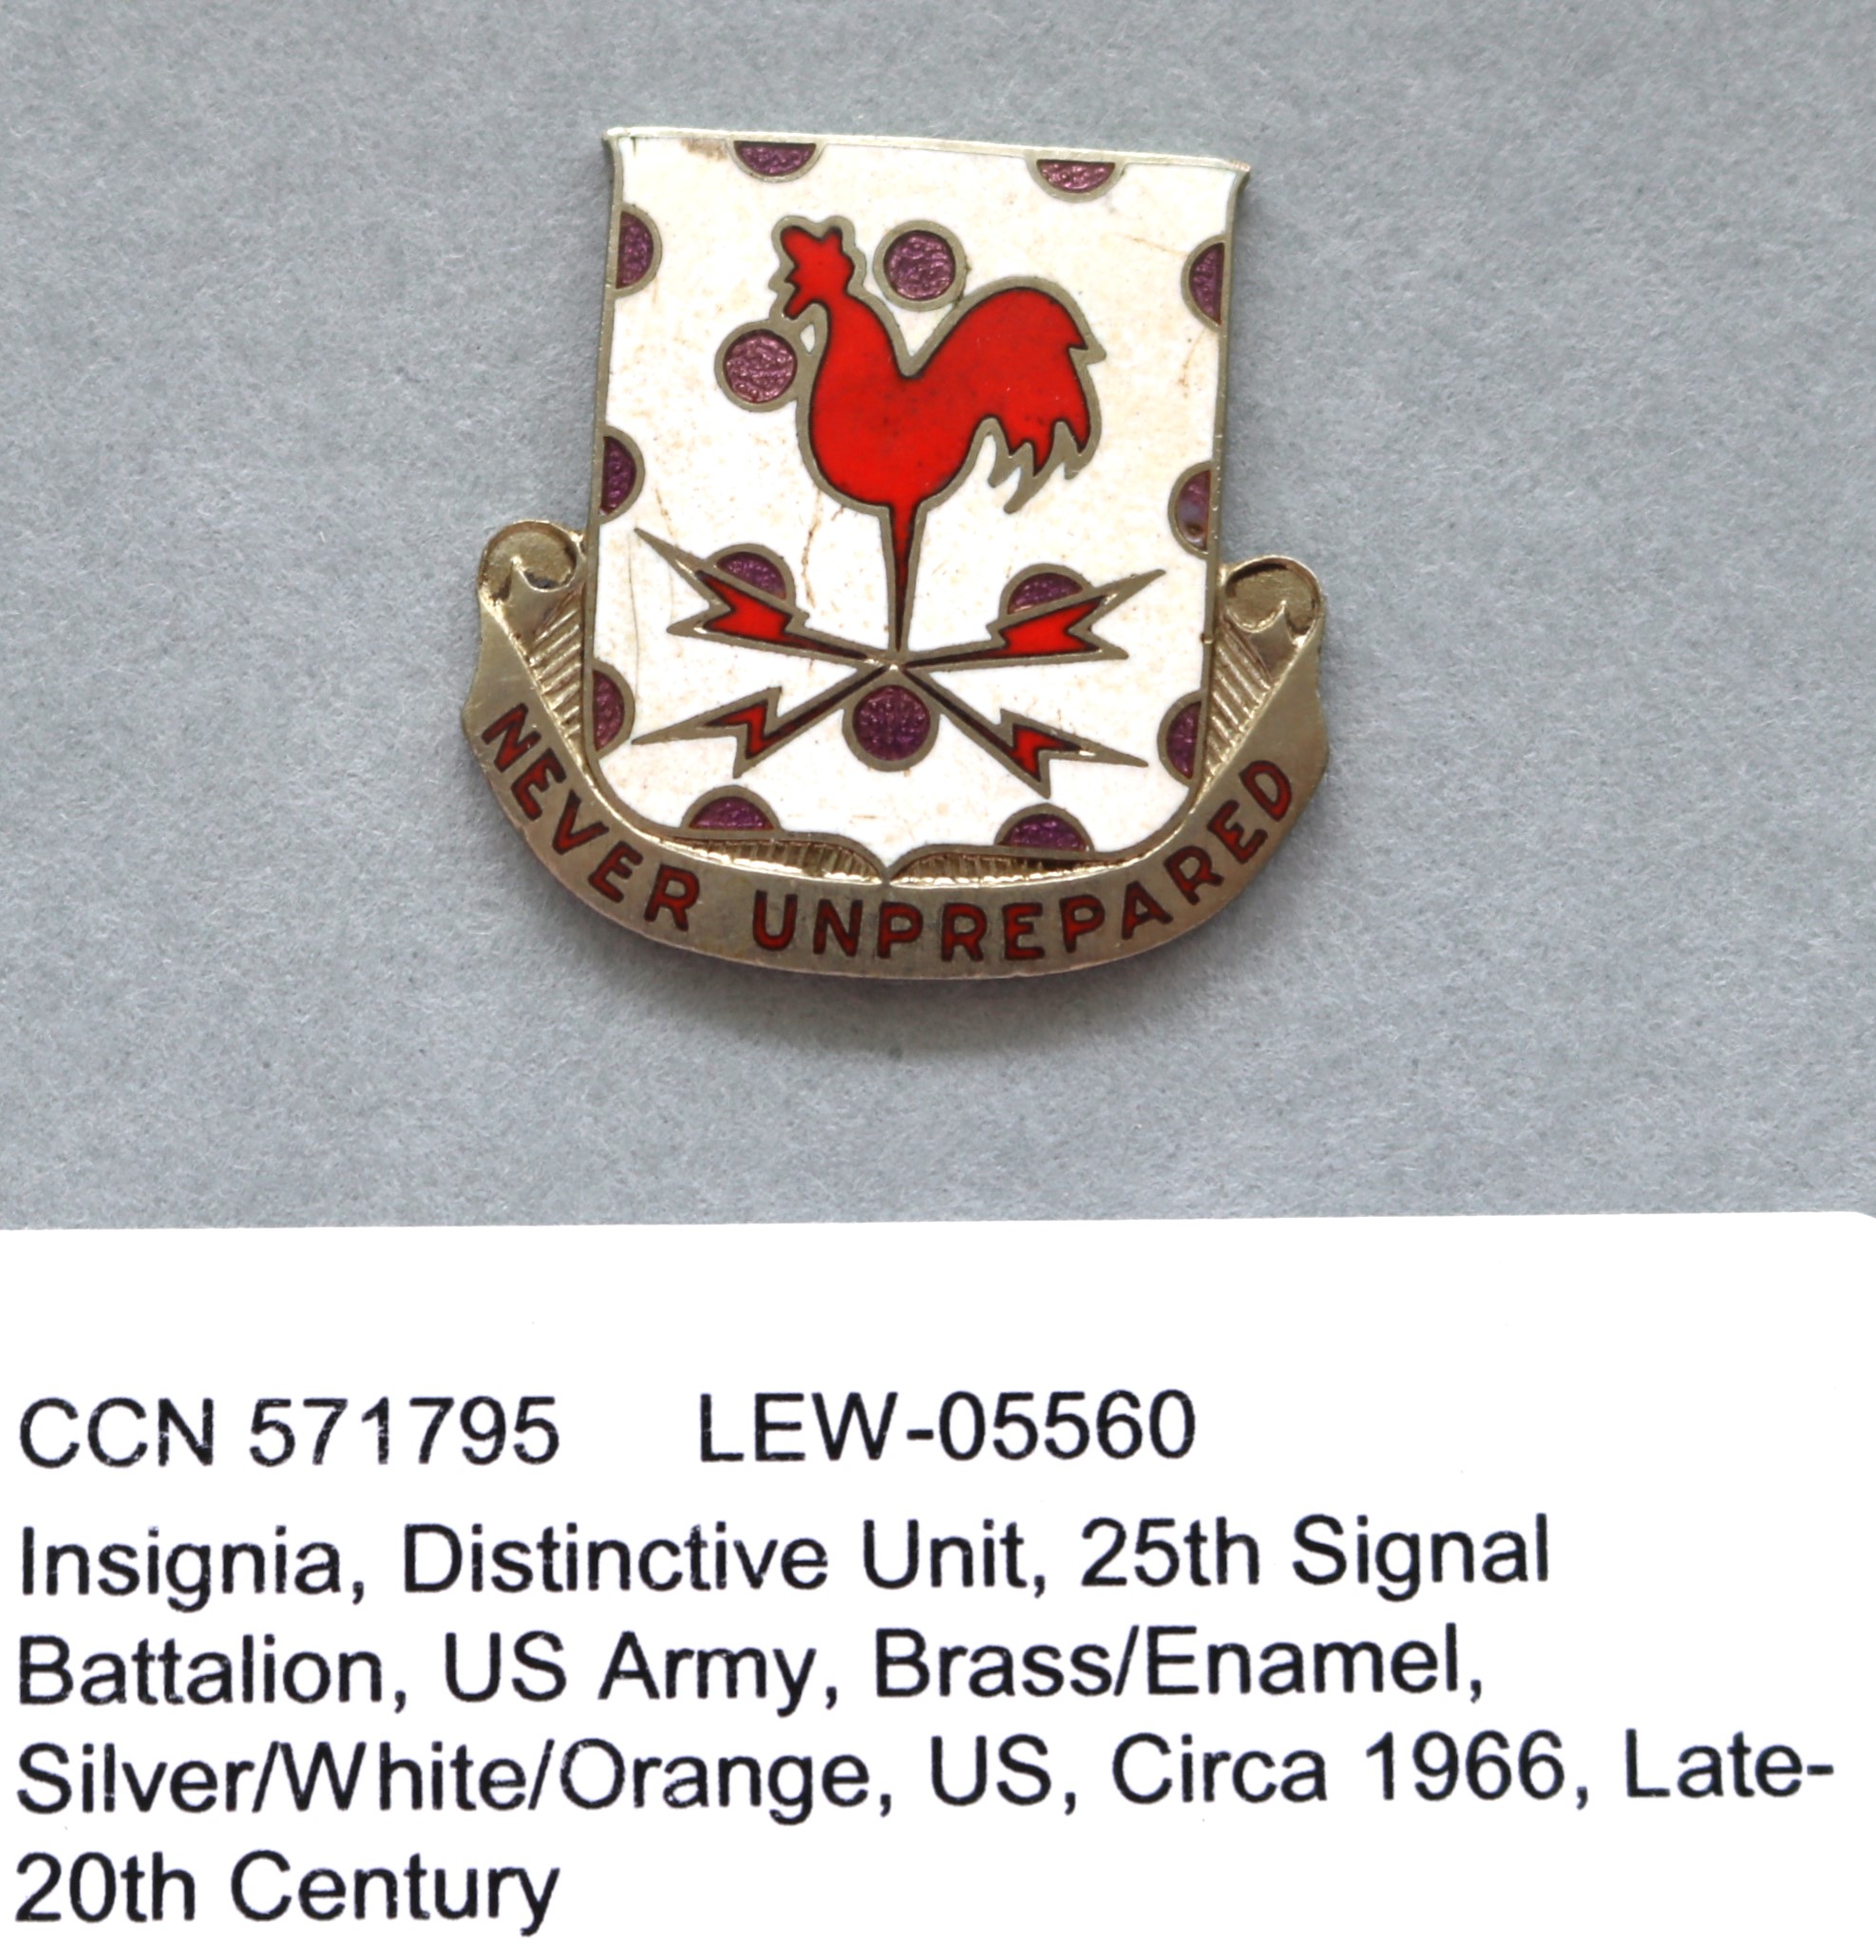 NEVER UNPREPARED
CCN 571795 LEW-05560
Insignia, Distinctive Unit, 25th Signal
Battalion, US Army, Brass/Enamel,
Silver/White/Orange, US, Circa 1966, Late-
20th Century